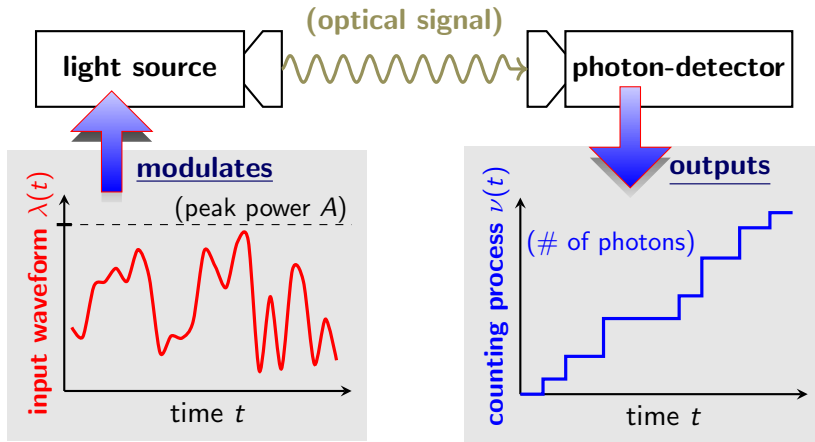 (optical signal)
light source
photon-detector
modulates
outputs
input waveform λ(t)
(peak power A)
time t
counting process ν(t)
(# of photons)
time t